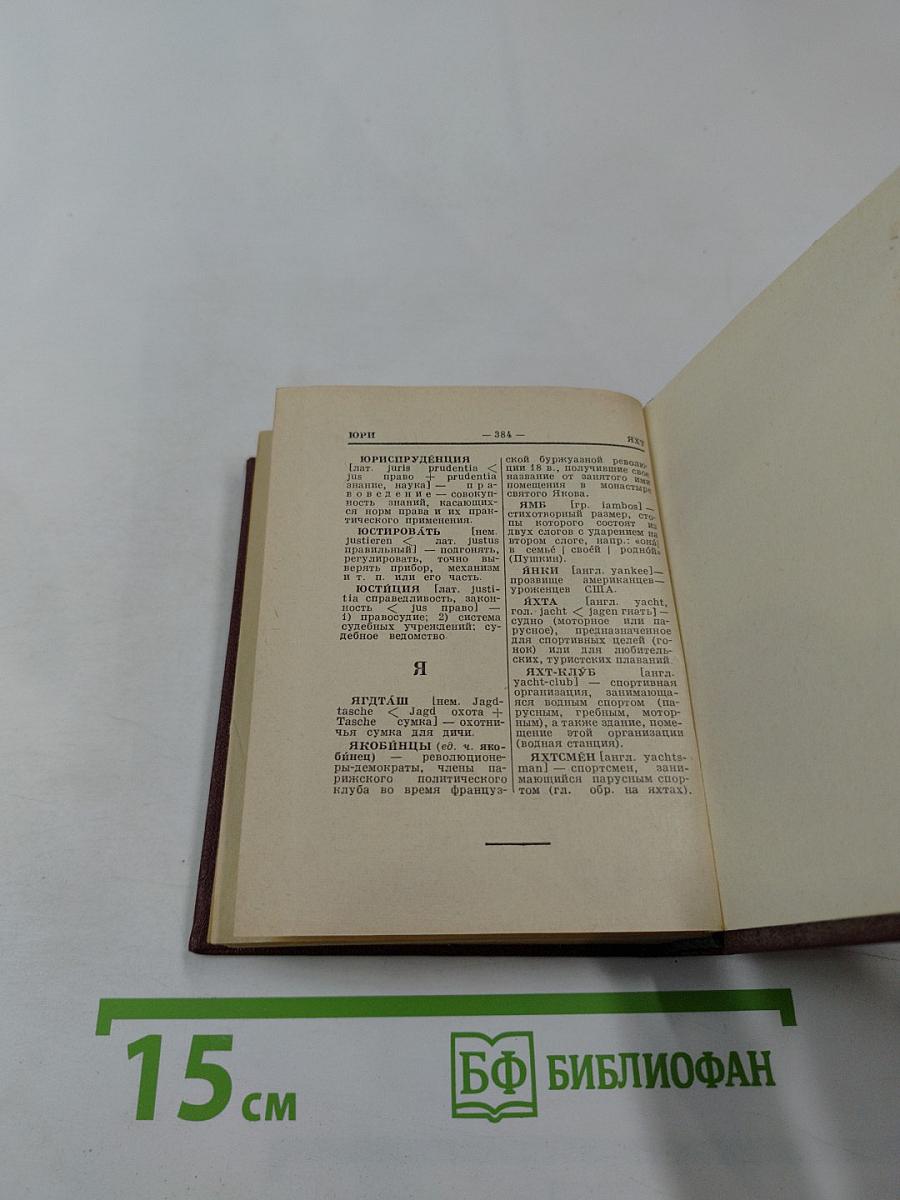 ЮРИ — 384 — ЯХТ
ЮРИСПРУДЕ́НЦИЯ
[лат. juris prudentia <
jus право + prudentia
знание, наука] — пра-
воведение — совокуп-
ность знаний, касающих-
ся норм права и их прак-
тического применения.
ЮСТИРОВА́ТЬ [нем.
justieren < лат. justus
правильный] — подгонять,
регулировать, точно вы-
верять прибор, механизм
и т. п. или его часть.
ЮСТИ́ЦИЯ [лат. justi-
tia справедливость, закон-
ность < jus право] —
1) правосудие; 2) система
судебных учреждений; су-
дебное ведомство
Я
ЯГДТА́Ш [нем. Jagd-
tasche < Jagd охота +
Tasche сумка] — охотни-
чья сумка для дичи.
ЯКОБИ́НЦЫ (ед. ч. яко-
би́нец) — революционе-
ры-демократы, члены па-
рижского политического
клуба во время француз-
ской буржуазной револю-
ции 18 в., получившие свое
название от занятого ими
помещения в монастыре
святого Якова.
ЯМБ [гр. iambos] —
стихотворный размер, сто-
пы которого состоят из
двух слогов с ударением на
втором слоге, напр.: «она́
в семье́ | свое́й | родно́й»
(Пушкин).
Я́НКИ [англ. yankee] —
прозвище американцев —
уроженцев США.
Я́ХТА [англ. yacht,
гол. jacht < jagen гнать] —
судно (моторное или па-
русное), предназначенное
для спортивных целей (го-
нок) или для любитель-
ских, туристских плаваний.
ЯХТ-КЛУ́Б [англ.
yacht-club] — спортивная
организация, занимающа-
яся водным спортом (па-
русным, гребным, мотор-
ным), а также здание, поме-
щение этой организации
(водная станция).
ЯХТСМЕ́Н [англ. yachts-
man] — спортсмен, зани-
мающийся парусным спор-
том (гл. обр. на яхтах).
15 см
БФ БИБЛИОФАН